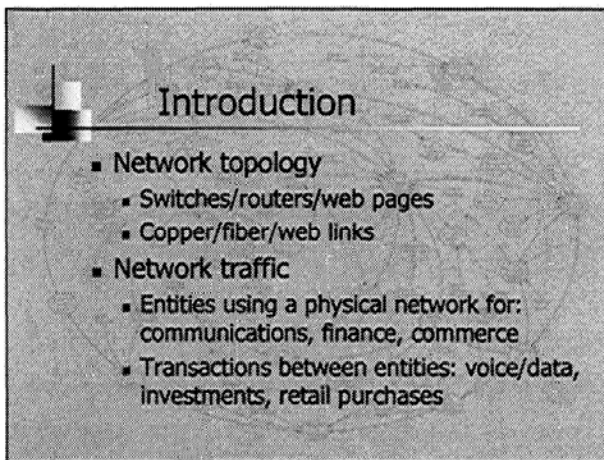 Introduction
▪ Network topology
▪ Switches/routers/web pages
▪ Copper/fiber/web links
▪ Network traffic
▪ Entities using a physical network for:
communications, finance, commerce
▪ Transactions between entities: voice/data,
investments, retail purchases